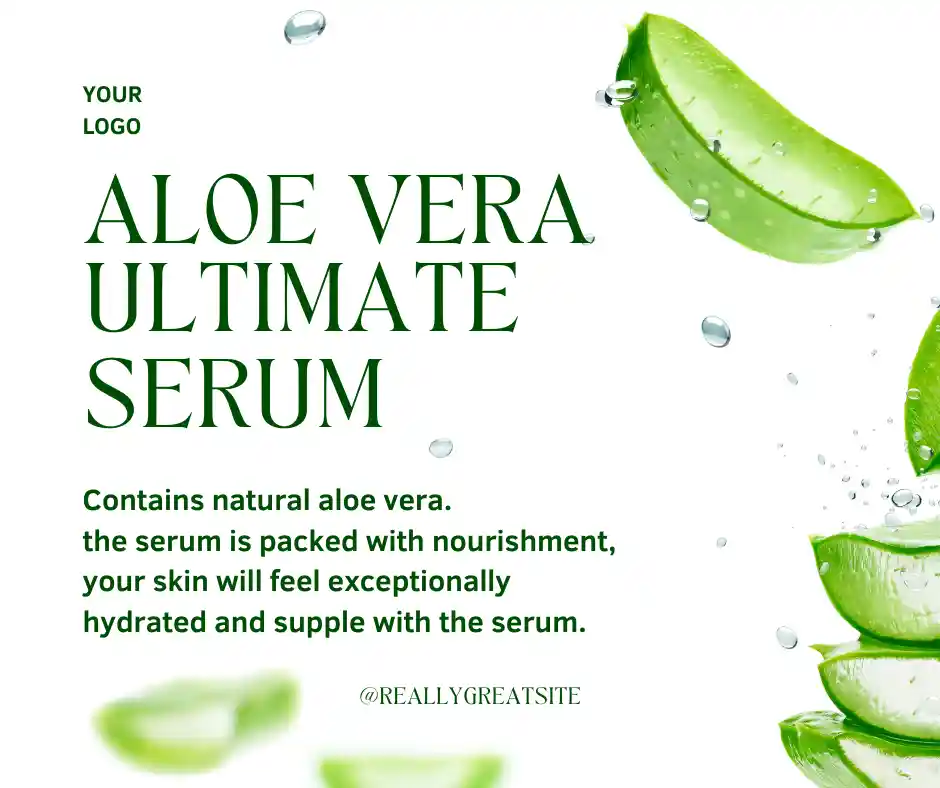 YOUR
LOGO
ALOE VERA
ULTIMATE
SERUM
Contains natural aloe vera.
the serum is packed with nourishment,
your skin will feel exceptionally
hydrated and supple with the serum.
@REALLYGREATSITE